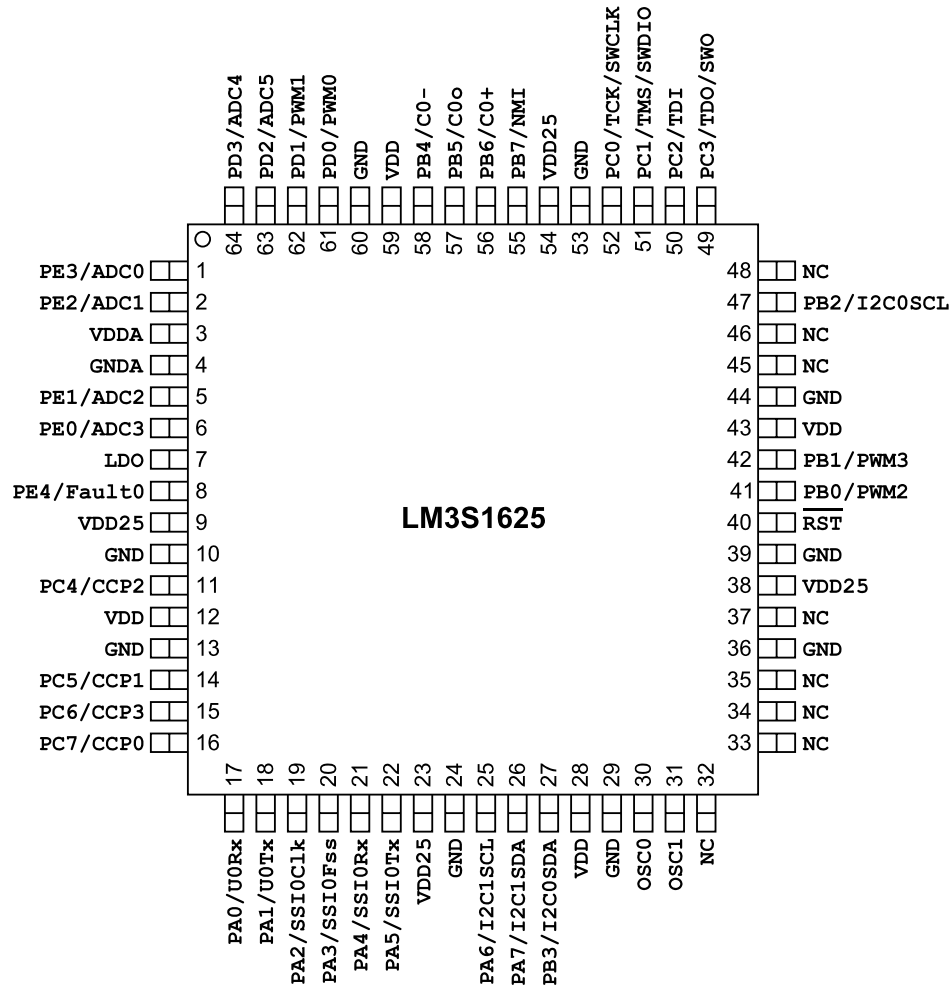 PD3/ADC4
PD2/ADC5
PD1/PWM1
PD0/PWM0
GND
VDD
PB4/C0-
PB5/C0o
PB6/C0+
PB7/NMI
VDD25
GND
PC0/TCK/SWCLK
PC1/TMS/SWDIO
PC2/TDI
PC3/TDO/SWO
64
63
62
61
60
59
58
57
56
55
54
53
52
51
50
49
PE3/ADC0 1
PE2/ADC1 2
VDDA 3
GNDA 4
PE1/ADC2 5
PE0/ADC3 6
LDO 7
PE4/Fault0 8
VDD25 9
GND 10
PC4/CCP2 11
VDD 12
GND 13
PC5/CCP1 14
PC6/CCP3 15
PC7/CCP0 16
LM3S1625
48 NC
47 PB2/I2C0SCL
46 NC
45 NC
44 GND
43 VDD
42 PB1/PWM3
41 PB0/PWM2
40 RST
39 GND
38 VDD25
37 NC
36 GND
35 NC
34 NC
33 NC
17
18
19
20
21
22
23
24
25
26
27
28
29
30
31
32
PA0/U0Rx
PA1/U0Tx
PA2/SSI0Clk
PA3/SSI0Fss
PA4/SSI0Rx
PA5/SSI0Tx
VDD25
GND
PA6/I2C1SCL
PA7/I2C1SDA
PB3/I2C0SDA
VDD
GND
OSC0
OSC1
NC